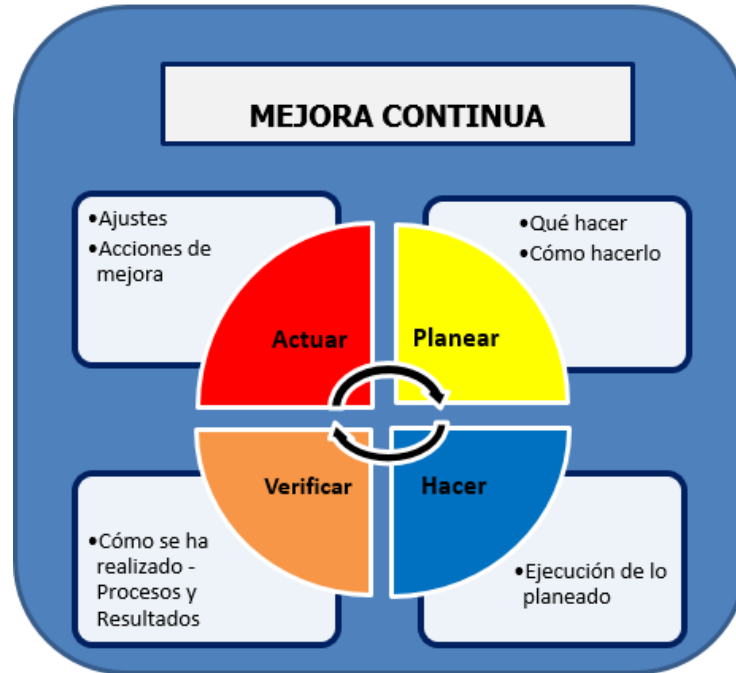 MEJORA CONTINUA
•Ajustes
•Acciones de
mejora
•Qué hacer
•Cómo hacerlo
Actuar
Planear
Verificar
Hacer
•Cómo se ha
realizado -
Procesos y
Resultados
•Ejecución de lo
planeado